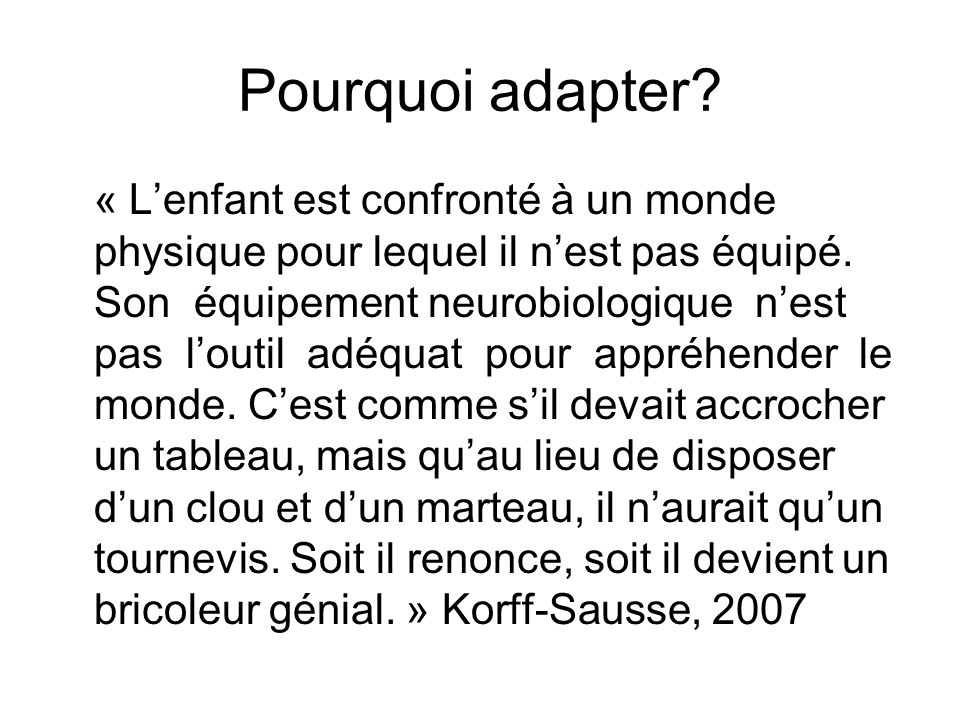 Pourquoi adapter?
« L’enfant est confronté à un monde
physique pour lequel il n’est pas équipé.
Son équipement neurobiologique n’est
pas l’outil adéquat pour appréhender le
monde. C’est comme s’il devait accrocher
un tableau, mais qu’au lieu de disposer
d’un clou et d’un marteau, il n’aurait qu’un
tournevis. Soit il renonce, soit il devient un
bricoleur génial. » Korff-Sausse, 2007